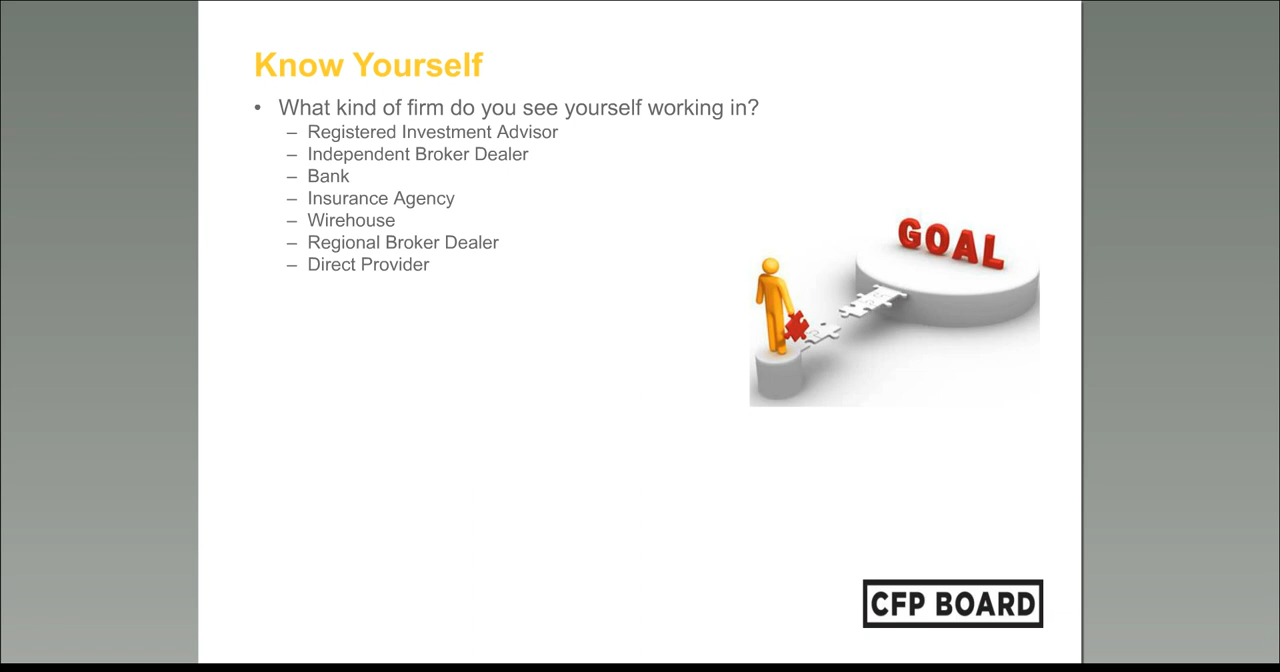 Know Yourself
• What kind of firm do you see yourself working in?
– Registered Investment Advisor
– Independent Broker Dealer
– Bank
– Insurance Agency
– Wirehouse
– Regional Broker Dealer
– Direct Provider
GOAL
CFP BOARD